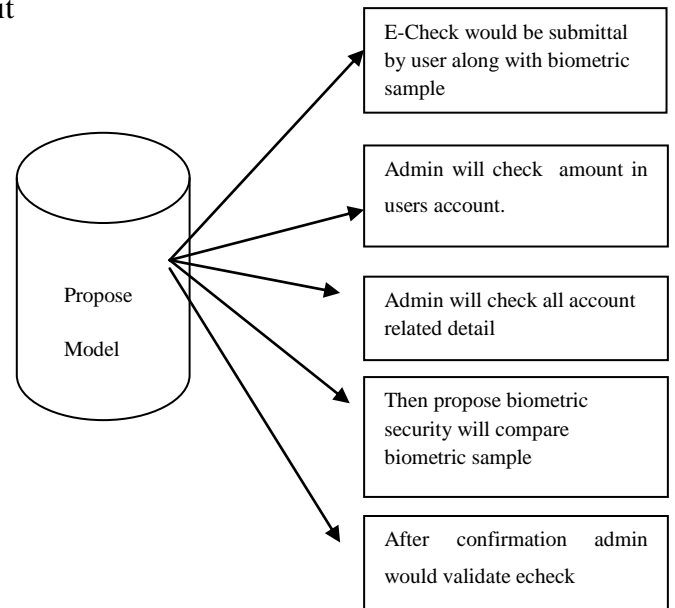 E-Check would be submittal
by user along with biometric
sample
Admin will check amount in
users account.
Propose
Model
Admin will check all account
related detail
Then propose biometric
security will compare
biometric sample
After confirmation admin
would validate echeck